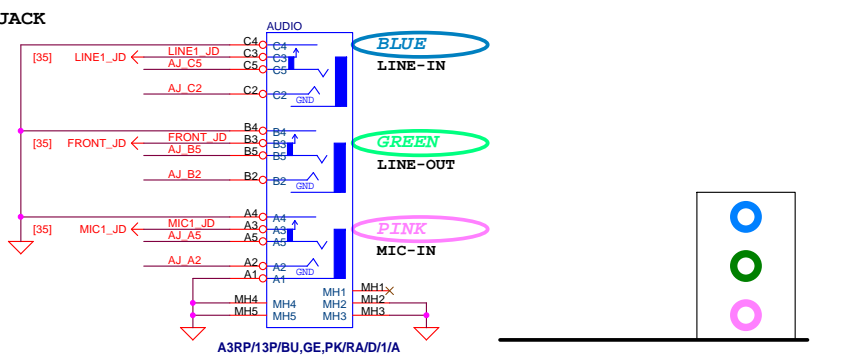 JACK
AUDIO
C4 C4 BLUE
[35] LINE1_JD LINE1_JD C3 C3
AJ_C5 C5 C5 LINE-IN
AJ_C2 C2 C2 GND
B4 B4
[35] FRONT_JD FRONT_JD B3 B3 GREEN
AJ_B5 B5 B5 LINE-OUT
AJ_B2 B2 B2 GND
A4 A4
[35] MIC1_JD MIC1_JD A3 A3 PINK
AJ_A5 A5 A5 MIC-IN
AJ_A2 A2 A2 GND
A1 A1
MH1 MH1
MH4 MH4 MH2 MH2
MH5 MH5 MH3 MH3
A3RP/13P/BU,GE,PK/RA/D/1/A